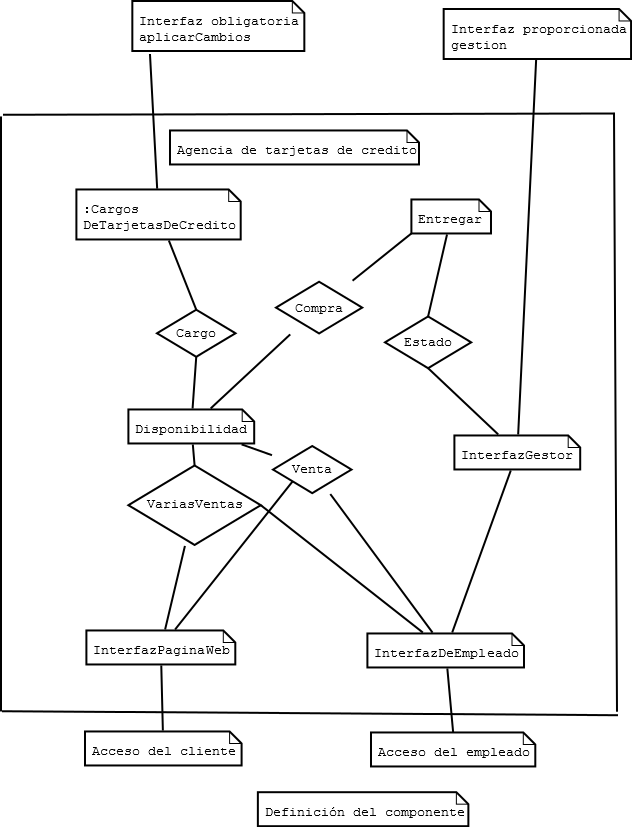 Interfaz obligatoria
aplicarCambios
Interfaz proporcionada
gestion
Agencia de tarjetas de credito
:Cargos
DeTarjetasDeCredito
Entregar
Compra
Cargo
Estado
Disponibilidad
InterfazGestor
Venta
VariasVentas
InterfazPaginaWeb
InterfazDeEmpleado
Acceso del cliente
Acceso del empleado
Definición del componente